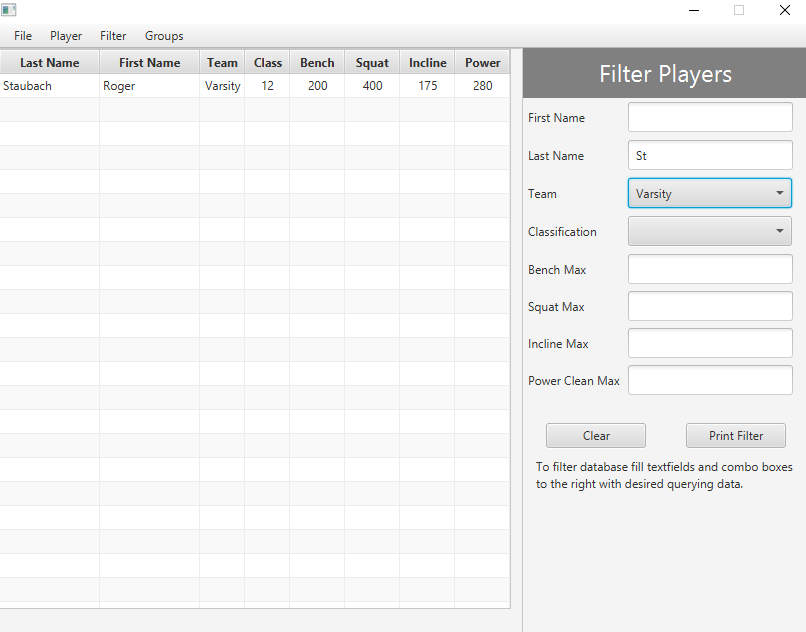 File Player Filter Groups
Last Name First Name Team Class Bench Squat Incline Power
Staubach Roger Varsity 12 200 400 175 280
Filter Players
First Name
Last Name St
Team Varsity
Classification
Bench Max
Squat Max
Incline Max
Power Clean Max
Clear Print Filter
To filter database fill textfields and combo boxes
to the right with desired querying data.